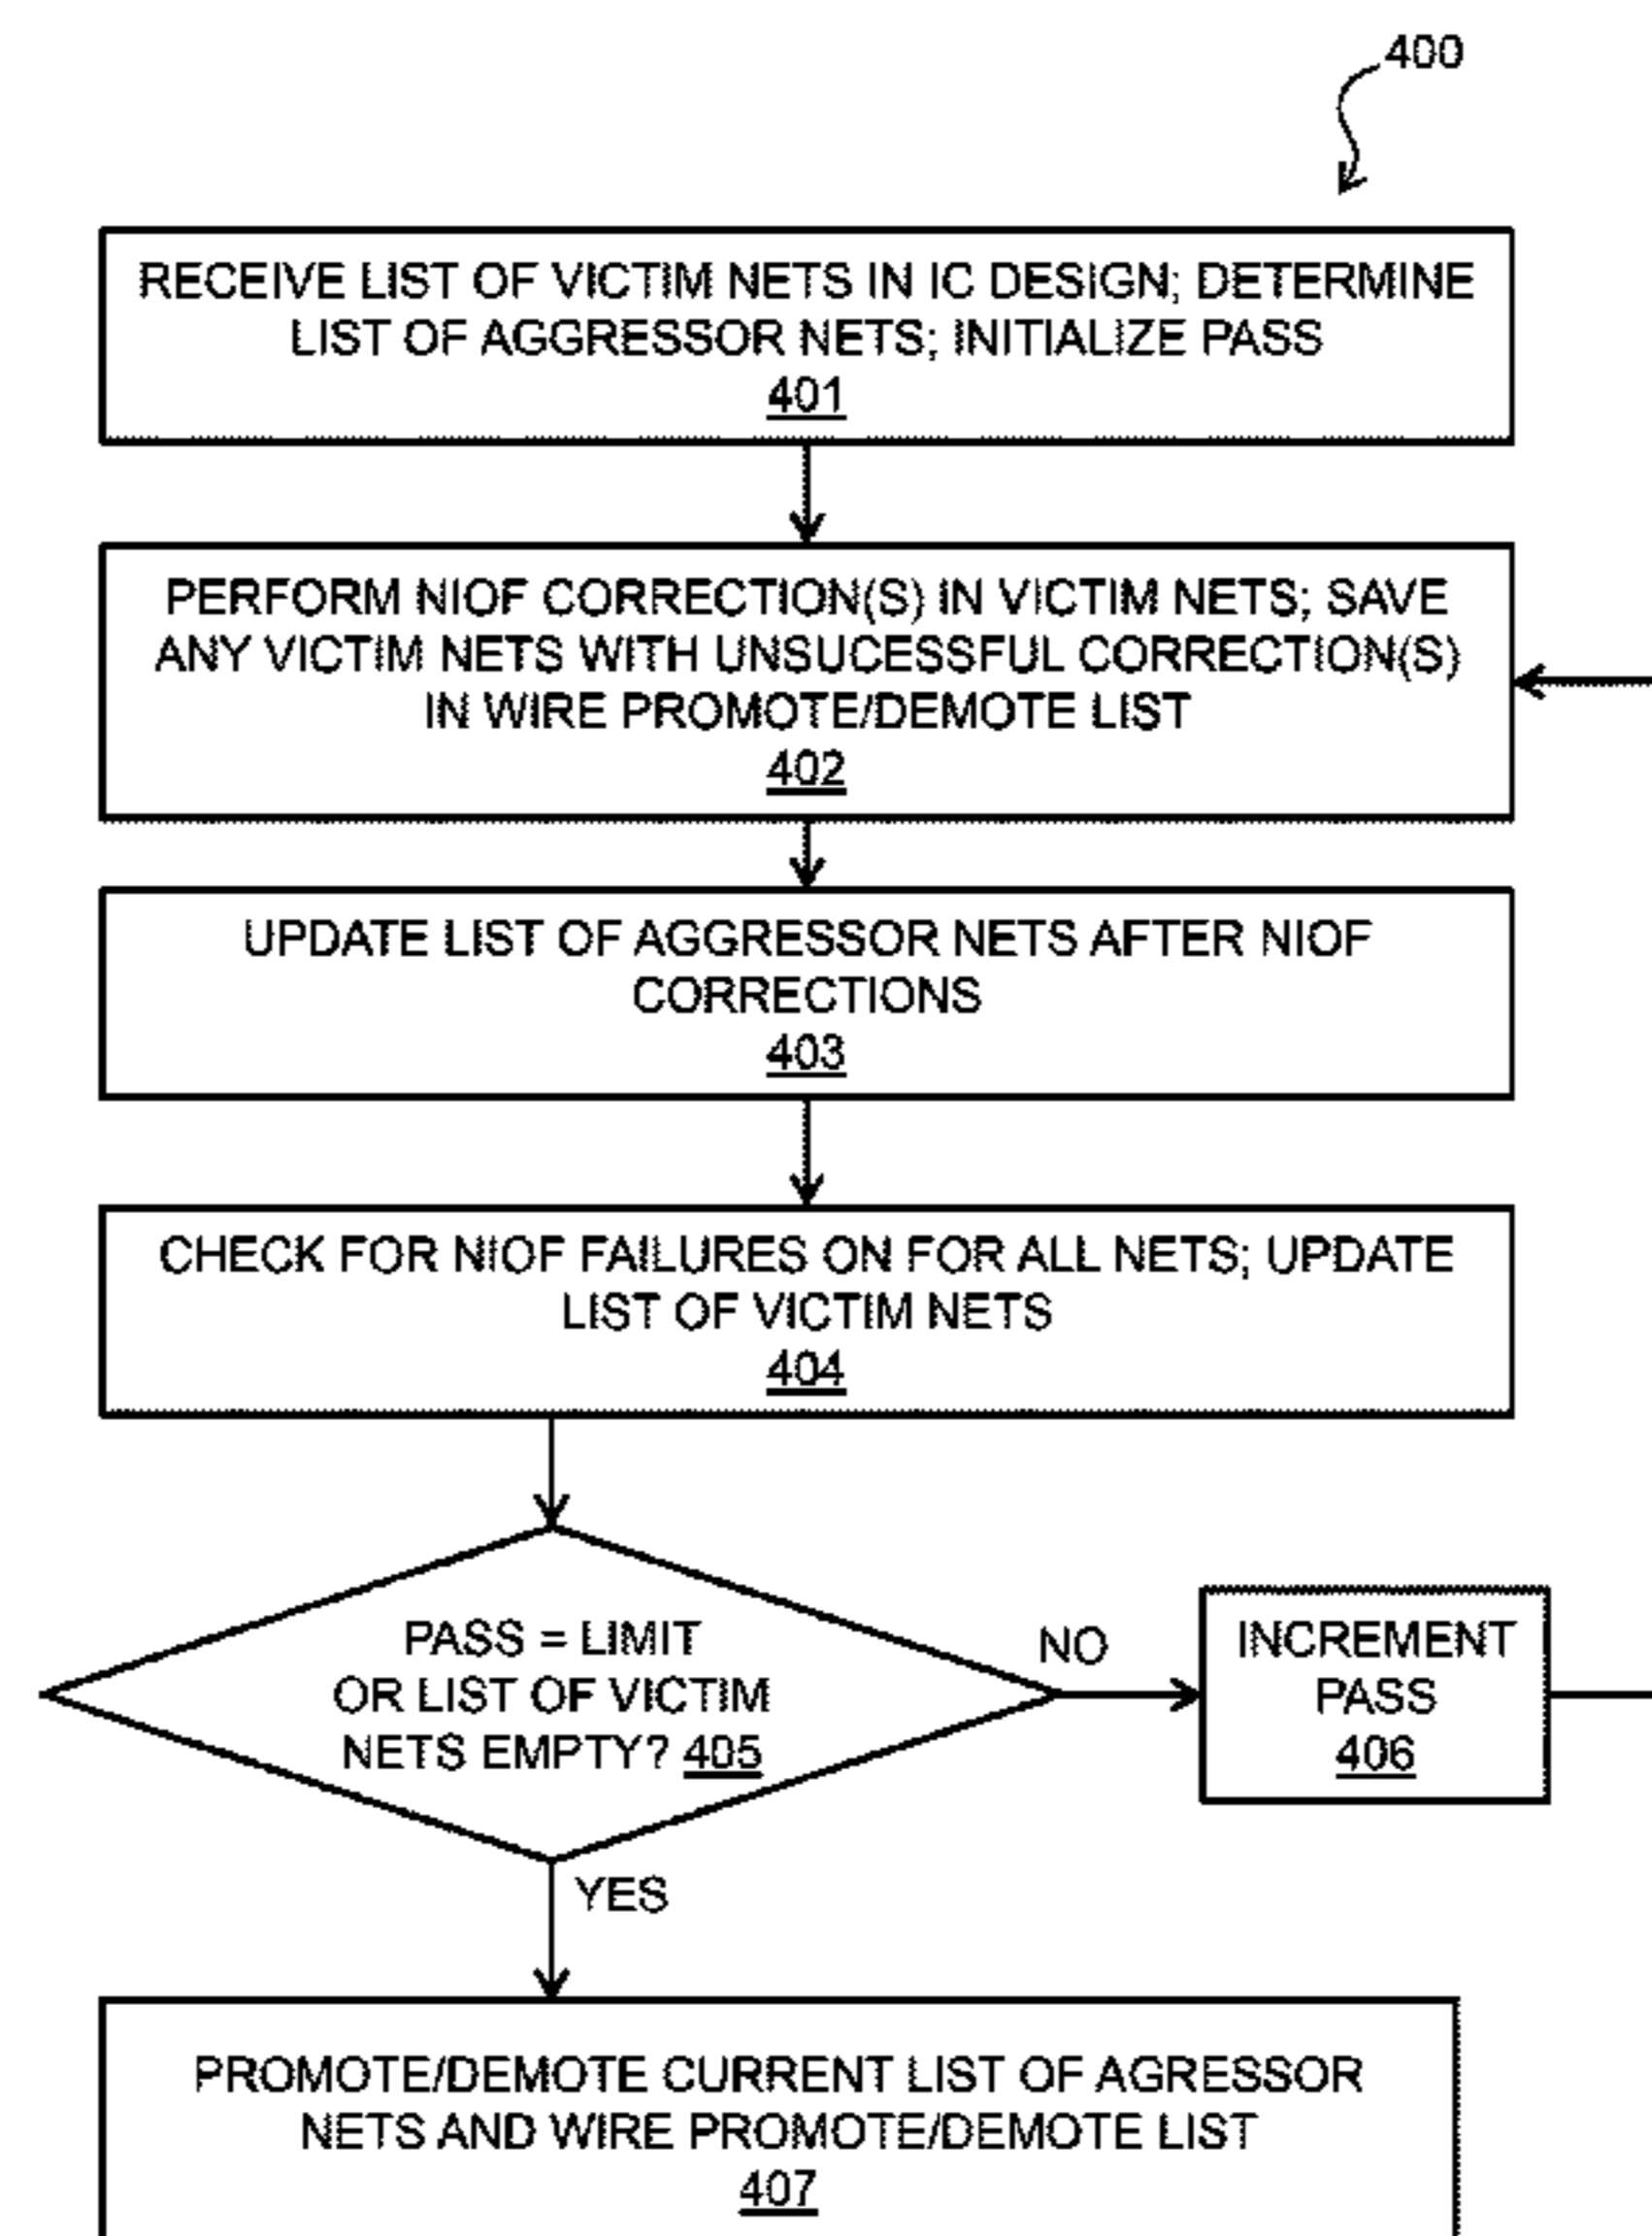 400
RECEIVE LIST OF VICTIM NETS IN IC DESIGN; DETERMINE
LIST OF AGGRESSOR NETS; INITIALIZE PASS
401
PERFORM NIOF CORRECTION(S) IN VICTIM NETS; SAVE
ANY VICTIM NETS WITH UNSUCESSFUL CORRECTION(S)
IN WIRE PROMOTE/DEMOTE LIST
402
UPDATE LIST OF AGGRESSOR NETS AFTER NIOF
CORRECTIONS
403
CHECK FOR NIOF FAILURES ON FOR ALL NETS; UPDATE
LIST OF VICTIM NETS
404
PASS = LIMIT
OR LIST OF VICTIM
NETS EMPTY? 405
NO
INCREMENT
PASS
406
YES
PROMOTE/DEMOTE CURRENT LIST OF AGRESSOR
NETS AND WIRE PROMOTE/DEMOTE LIST
407